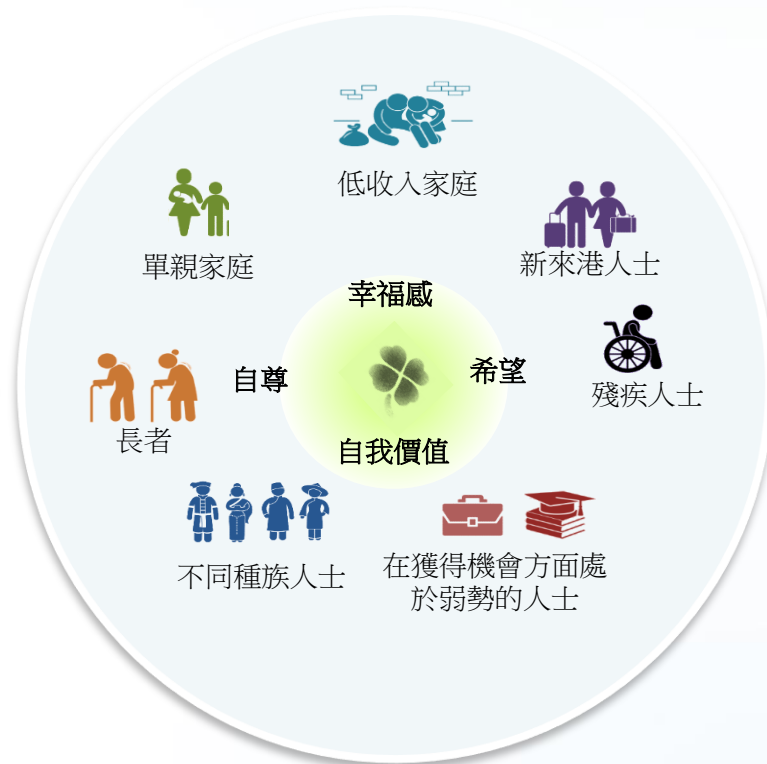 低收入家庭
單親家庭
新來港人士
幸福感
自尊
希望
殘疾人士
長者
自我價值
不同種族人士
在獲得機會方面處
於弱勢的人士